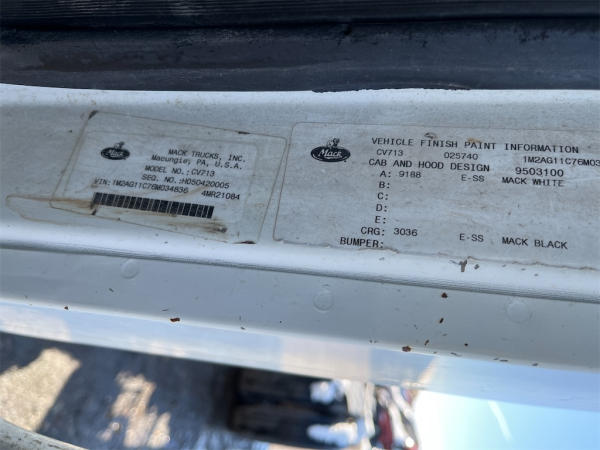 Mack
MACK TRUCKS, INC.
Macungie, PA, U.S.A.
MODEL NO.: CV713
SEQ. NO.: H050420005
VIN: 1M2AG11C76M034836 4MR21084
Mack
VEHICLE FINISH PAINT INFORMATION
CV713 025740 1M2AG11C76M03
CAB AND HOOD DESIGN 9503100
A: 9188 E-SS MACK WHITE
B:
C:
D:
E:
CRG: 3036 E-SS MACK BLACK
BUMPER: